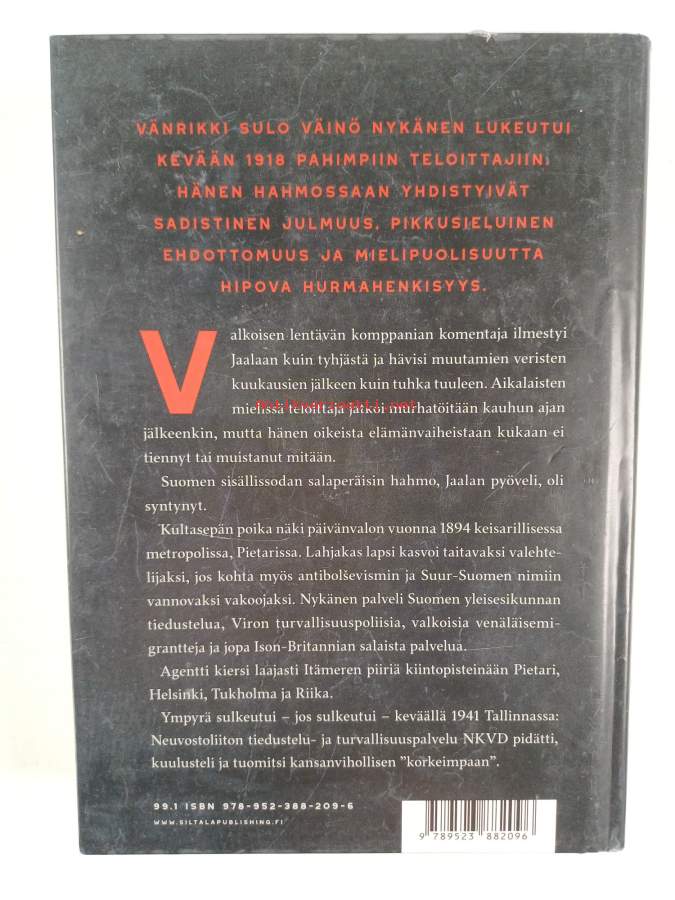 VÄNRIKKI SULO VÄINÖ NYKÄNEN LUKEUTUI
KEVÄÄN 1918 PAHIMPIIN TELOITTAJIIN.
HÄNEN HAHMOSSAAN YHDISTYIVÄT
SADISTINEN JULMUUS, PIKKUSIELUINEN
EHDOTTOMUUS JA MIELIPUOLISUUTTA
HIPOVA HURMAHENKISYYS.
Valkoisen lentävän komppanian komentaja ilmestyi
Jaalaan kuin tyhjästä ja hävisi muutamien veristen
kuukausien jälkeen kuin tuhka tuuleen. Aikalaisten
mielissä teloittaja jatkoi murhatöitään kauhun ajan
jälkeenkin, mutta hänen oikeista elämänvaiheistaan kukaan ei
tiennyt tai muistanut mitään.
Suomen sisällissodan salaperäisin hahmo, Jaalan pyöveli, oli
syntynyt.
Kultasepän poika näki päivänvalon vuonna 1894 keisarillisessa
metropolissa, Pietarissa. Lahjakas lapsi kasvoi taitavaksi valehte-
lijaksi, jos kohta myös antibolševismin ja Suur-Suomen nimiin
vannovaksi vakoojaksi. Nykänen palveli Suomen yleisesikunnan
tiedustelua, Viron turvallisuuspoliisia, valkoisia venäläisemi-
grantteja ja jopa Ison-Britannian salaista palvelua.
Agentti kiersi laajasti Itämeren piiriä kiintopisteinään Pietari,
Helsinki, Tukholma ja Riika.
Ympyrä sulkeutui – jos sulkeutui – keväällä 1941 Tallinnassa:
Neuvostoliiton tiedustelu- ja turvallisuuspalvelu NKVD pidätti,
kuulusteli ja tuomitsi kansanvihollisen ”korkeimpaan”.
99.1 ISBN 978-952-388-209-6
WWW.SILTALAPUBLISHING.FI
9 789523 882096